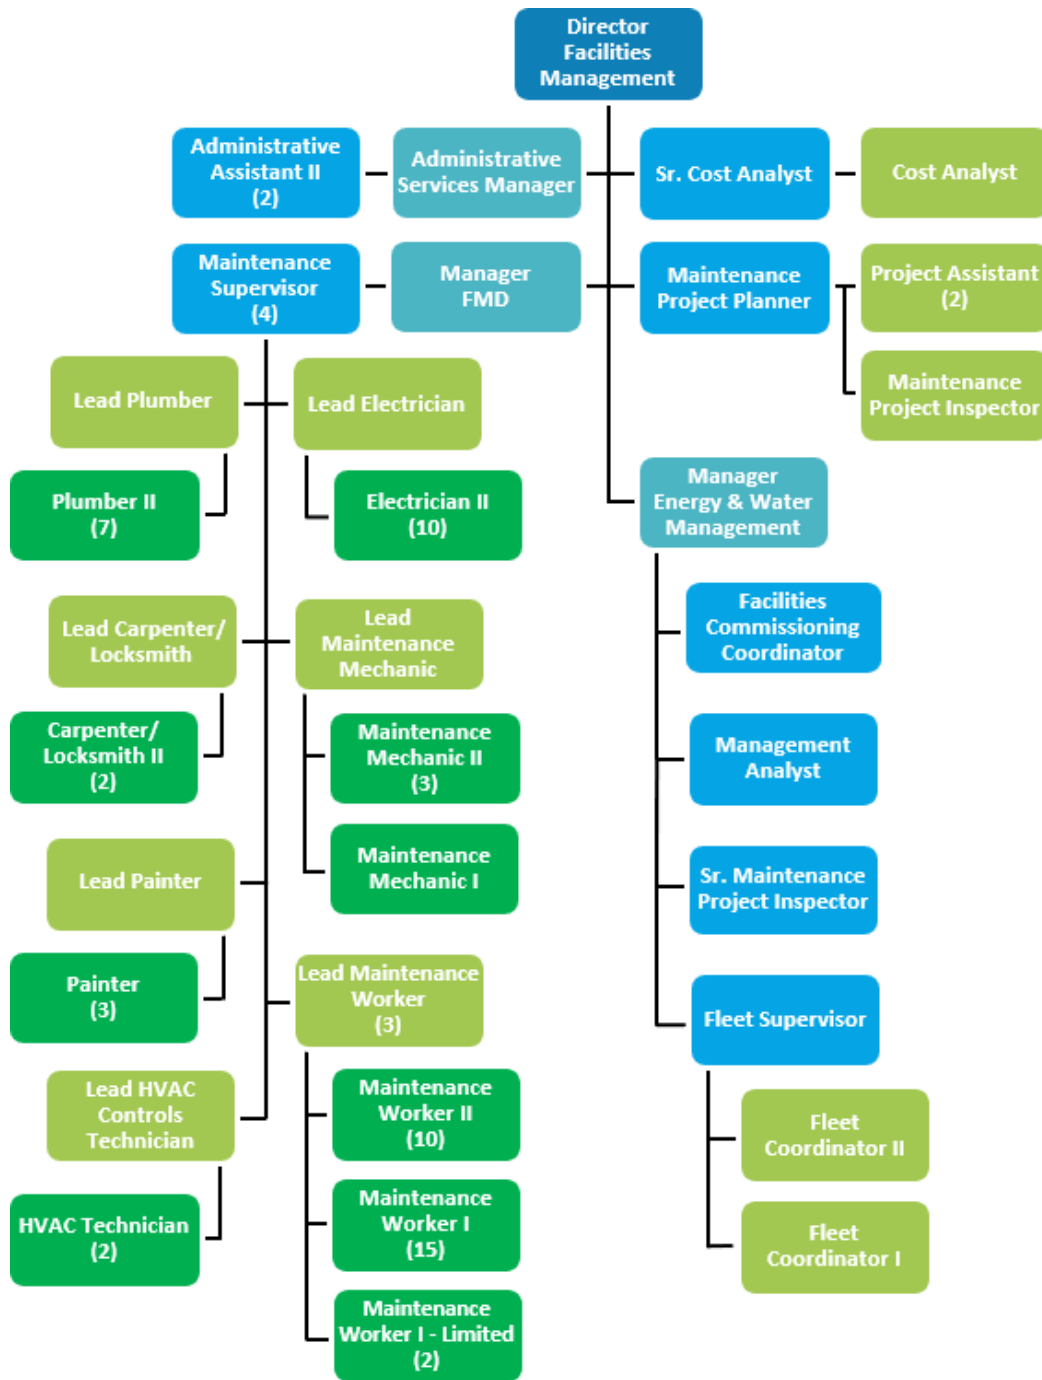 Director
Facilities
Management
Administrative
Assistant II
(2)
Administrative
Services Manager
Sr. Cost Analyst
Cost Analyst
Maintenance
Supervisor
(4)
Manager
FMD
Maintenance
Project Planner
Project Assistant
(2)
Maintenance
Project Inspector
Lead Plumber
Lead Electrician
Plumber II
(7)
Electrician II
(10)
Manager
Energy & Water
Management
Lead Carpenter/
Locksmith
Lead
Maintenance
Mechanic
Facilities
Commissioning
Coordinator
Carpenter/
Locksmith II
(2)
Maintenance
Mechanic II
(3)
Management
Analyst
Maintenance
Mechanic I
Lead Painter
Sr. Maintenance
Project Inspector
Painter
(3)
Lead Maintenance
Worker
(3)
Fleet Supervisor
Lead HVAC
Controls
Technician
Maintenance
Worker II
(10)
Fleet
Coordinator II
HVAC Technician
(2)
Maintenance
Worker I
(15)
Fleet
Coordinator I
Maintenance
Worker I - Limited
(2)